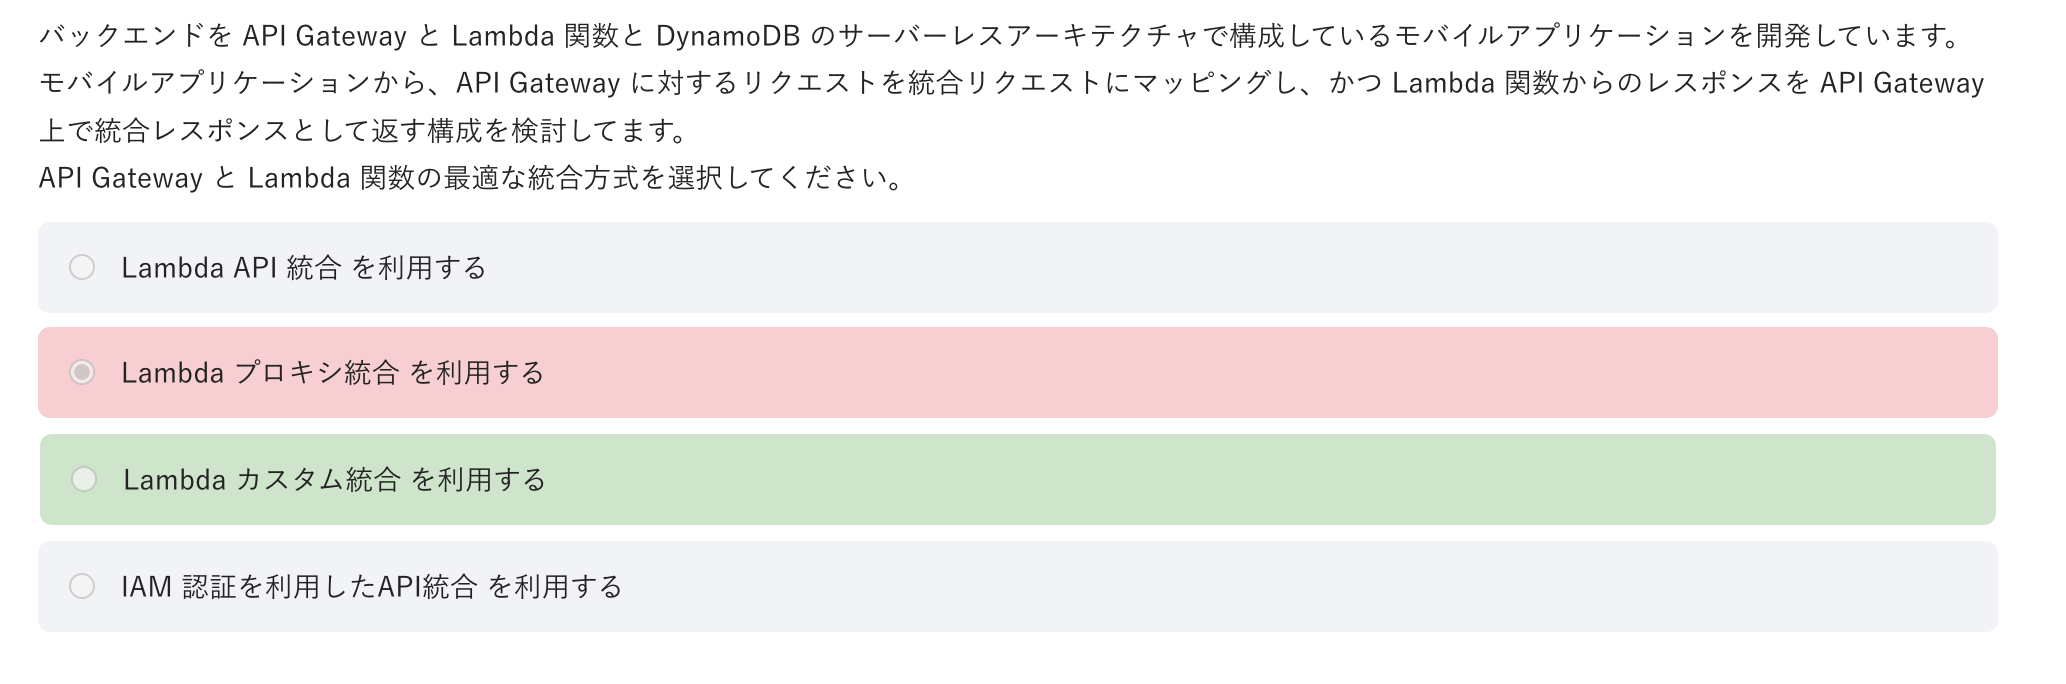 バックエンドを API Gateway と Lambda 関数と DynamoDB のサーバーレスアーキテクチャで構成しているモバイルアプリケーションを開発しています。
モバイルアプリケーションから、API Gateway に対するリクエストを統合リクエストにマッピングし、かつ Lambda 関数からのレスポンスを API Gateway
上で統合レスポンスとして返す構成を検討してます。
API Gateway と Lambda 関数の最適な統合方式を選択してください。
Lambda API 統合 を利用する
Lambda プロキシ統合 を利用する
Lambda カスタム統合 を利用する
IAM 認証を利用したAPI統合 を利用する